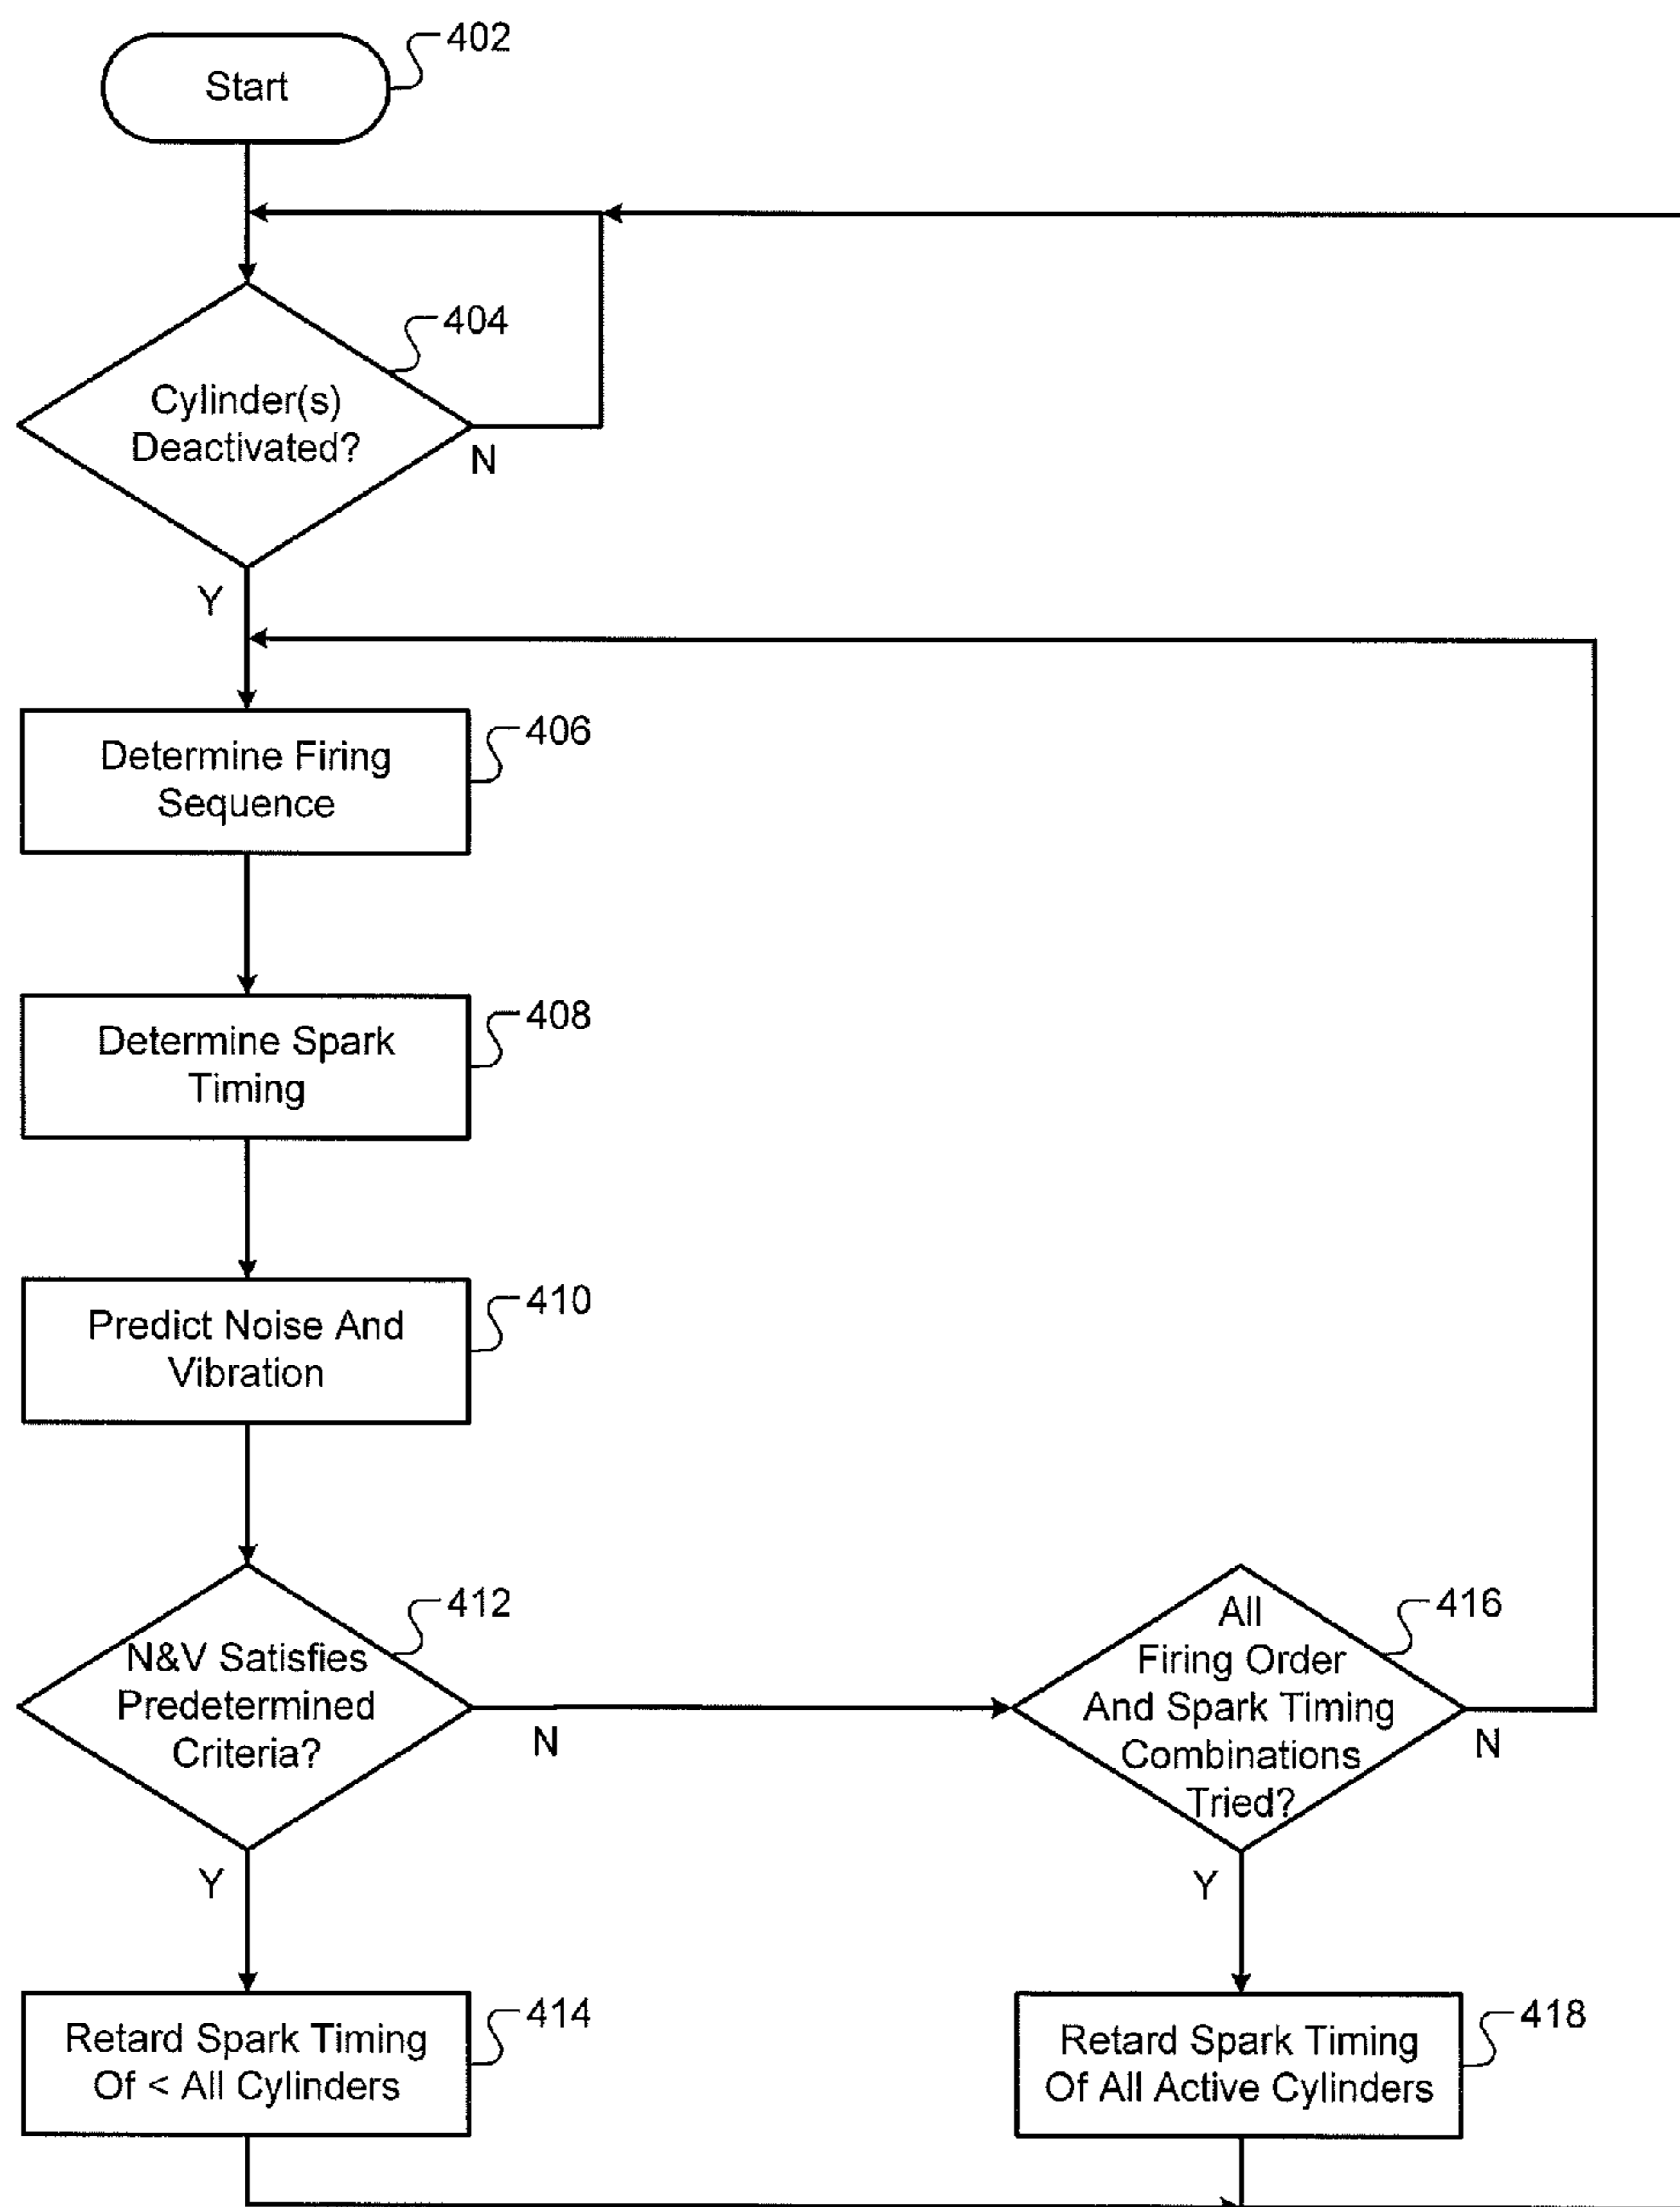 402
Start
404
Cylinder(s)
Deactivated?
N
Y
406
Determine Firing
Sequence
408
Determine Spark
Timing
410
Predict Noise And
Vibration
412
N&V Satisfies
Predetermined
Criteria?
N
Y
416
All
Firing Order
And Spark Timing
Combinations
Tried?
N
Y
414
Retard Spark Timing
Of < All Cylinders
418
Retard Spark Timing
Of All Active Cylinders